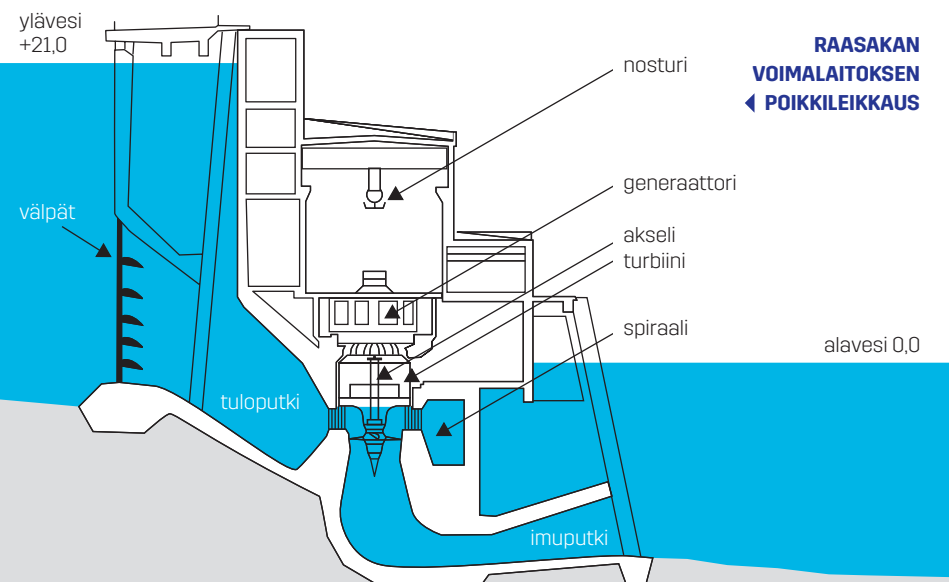 ylävesi
+21,0
RAASAKAN
VOIMALAITOKSEN
POIKKILEIKKAUS
nosturi
generaattori
välpät
akseli
turbiini
spiraali
alavesi 0,0
tuloputki
imuputki